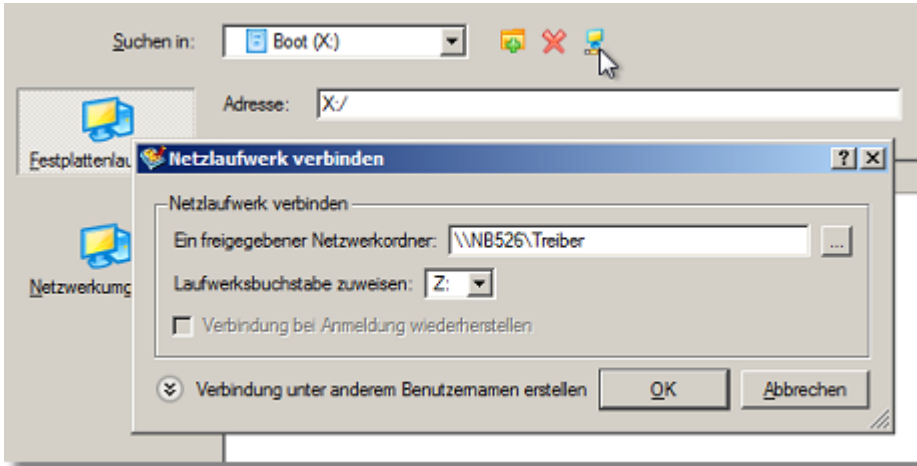 Suchen in: Boot (X:)
Adresse: X:/
Festplattenlau
Netzlaufwerk verbinden
Netzlaufwerk verbinden
Ein freigegebener Netzwerkordner: \\NB526\Treiber ...
Netzwerkumg
Laufwerksbuchstabe zuweisen: Z:
Verbindung bei Anmeldung wiederherstellen
Verbindung unter anderem Benutzernamen erstellen OK Abbrechen